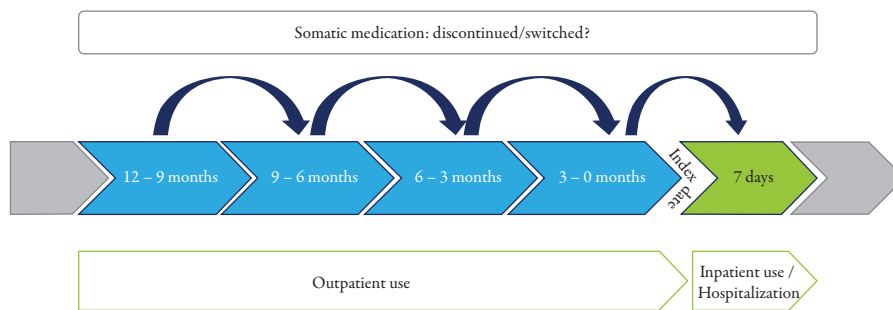 Somatic medication: discontinued/switched?
12 – 9 months
9 – 6 months
6 – 3 months
3 – 0 months
Index date
7 days
Outpatient use
Inpatient use /
Hospitalization